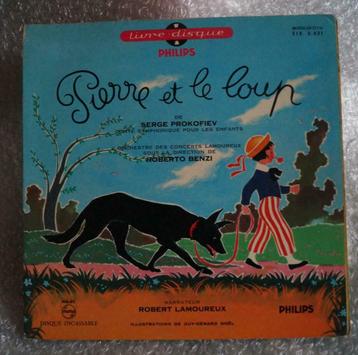 livre-disque
PHILIPS
Pierre et le loup
DE
SERGE PROKOFIEV
CONTE SYMPHONIQUE POUR LES ENFANTS
ORCHESTRE DES CONCERTS LAMOUREUX
SOUS LA DIRECTION DE
ROBERTO BENZI
NARRATEUR
ROBERT LAMOUREUX
PHILIPS
DISQUE INCASSABLE
ILLUSTRATIONS DE GUY-GÉRARD NOËL